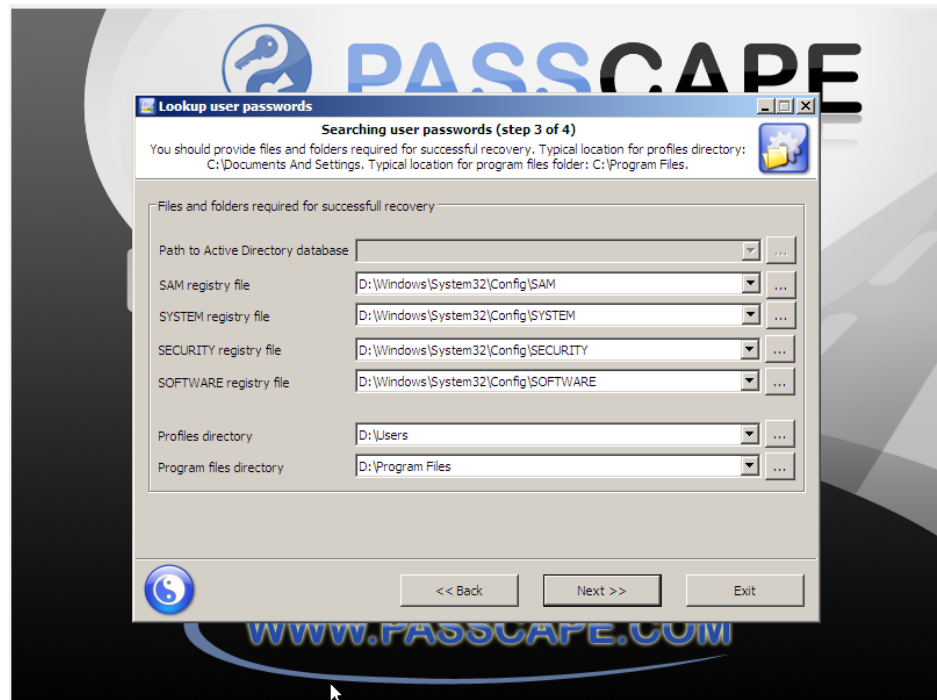 PASSCAPE
Lookup user passwords
Searching user passwords (step 3 of 4)
You should provide files and folders required for successful recovery. Typical location for profiles directory:
C:\Documents And Settings. Typical location for program files folder: C:\Program Files.
Files and folders required for successfull recovery
Path to Active Directory database
...
SAM registry file
D:\Windows\System32\Config\SAM
...
SYSTEM registry file
D:\Windows\System32\Config\SYSTEM
...
SECURITY registry file
D:\Windows\System32\Config\SECURITY
...
SOFTWARE registry file
D:\Windows\System32\Config\SOFTWARE
...
Profiles directory
D:\Users
...
Program files directory
D:\Program Files
...
<< Back
Next >>
Exit
WWW.PASSCAPE.COM